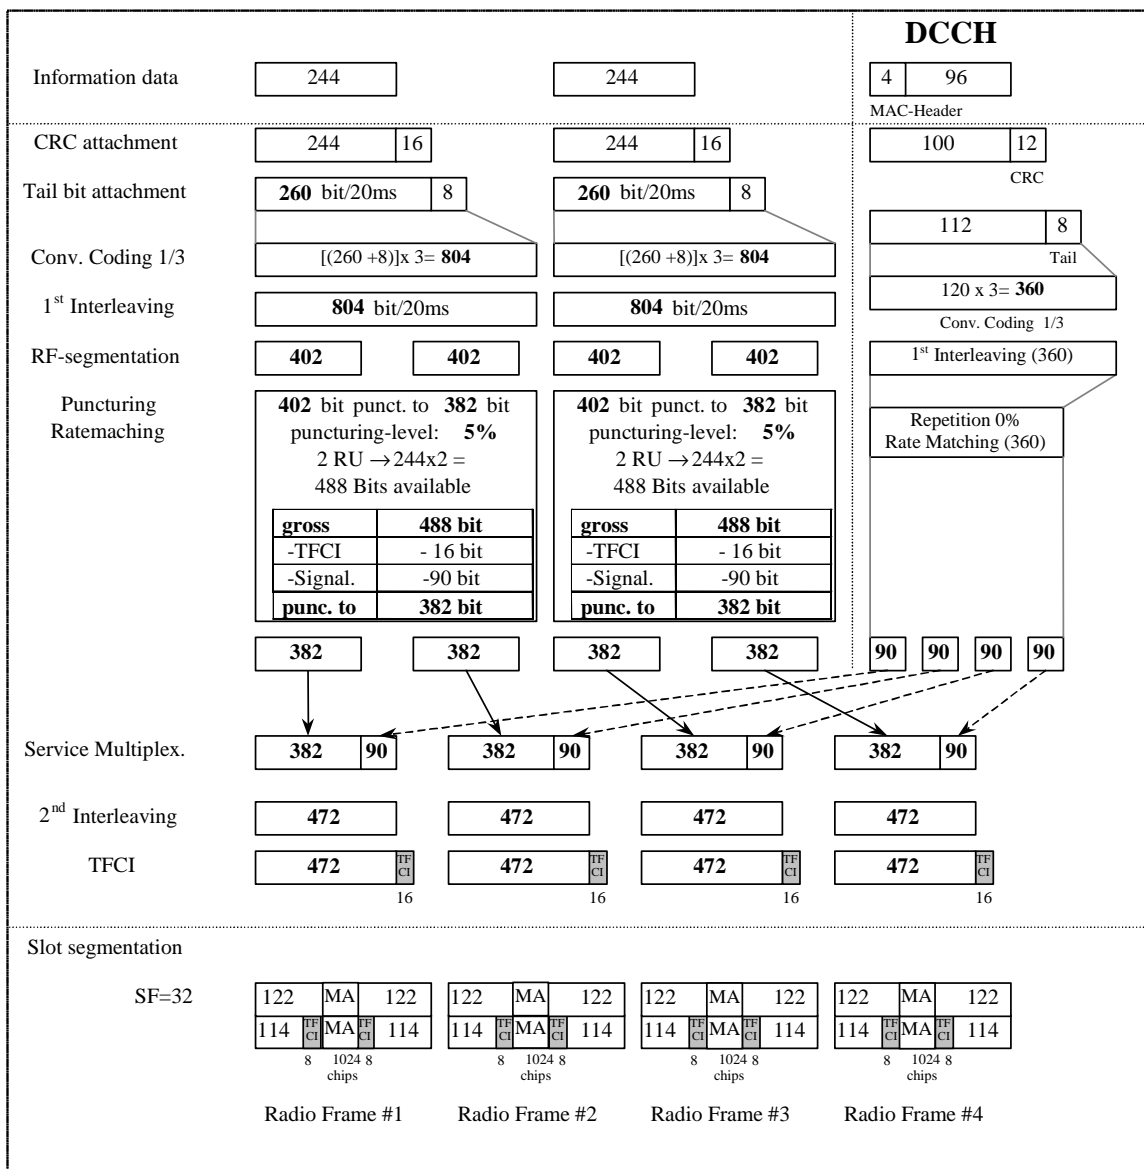 DCCH
Information data 244 244 4 96
MAC-Header
CRC attachment 244 16 244 16 100 12
CRC
Tail bit attachment 260 bit/20ms 8 260 bit/20ms 8
112 8
Tail
Conv. Coding 1/3 [(260 +8)]x 3= 804 [(260 +8)]x 3= 804
120 x 3= 360
Conv. Coding 1/3
1st Interleaving 804 bit/20ms 804 bit/20ms
RF-segmentation 402 402 402 402 1st Interleaving (360)
Puncturing
Ratemaching
402 bit punct. to 382 bit
puncturing-level: 5%
2 RU →244x2 =
488 Bits available
gross 488 bit
-TFCI - 16 bit
-Signal. -90 bit
punc. to 382 bit
402 bit punct. to 382 bit
puncturing-level: 5%
2 RU →244x2 =
488 Bits available
gross 488 bit
-TFCI - 16 bit
-Signal. -90 bit
punc. to 382 bit
Repetition 0%
Rate Matching (360)
382 382 382 382 90 90 90 90
Service Multiplex. 382 90 382 90 382 90 382 90
2nd Interleaving 472 472 472 472
TFCI 472 TF CI 472 TF CI 472 TF CI 472 TF CI
16 16 16 16
Slot segmentation
SF=32 122 MA 122 122 MA 122 122 MA 122 122 MA 122
114 TF CI MA TF CI 114 114 TF CI MA TF CI 114 114 TF CI MA TF CI 114 114 TF CI MA TF CI 114
8 1024 8 8 1024 8 8 1024 8 8 1024 8
chips chips chips chips
Radio Frame #1 Radio Frame #2 Radio Frame #3 Radio Frame #4